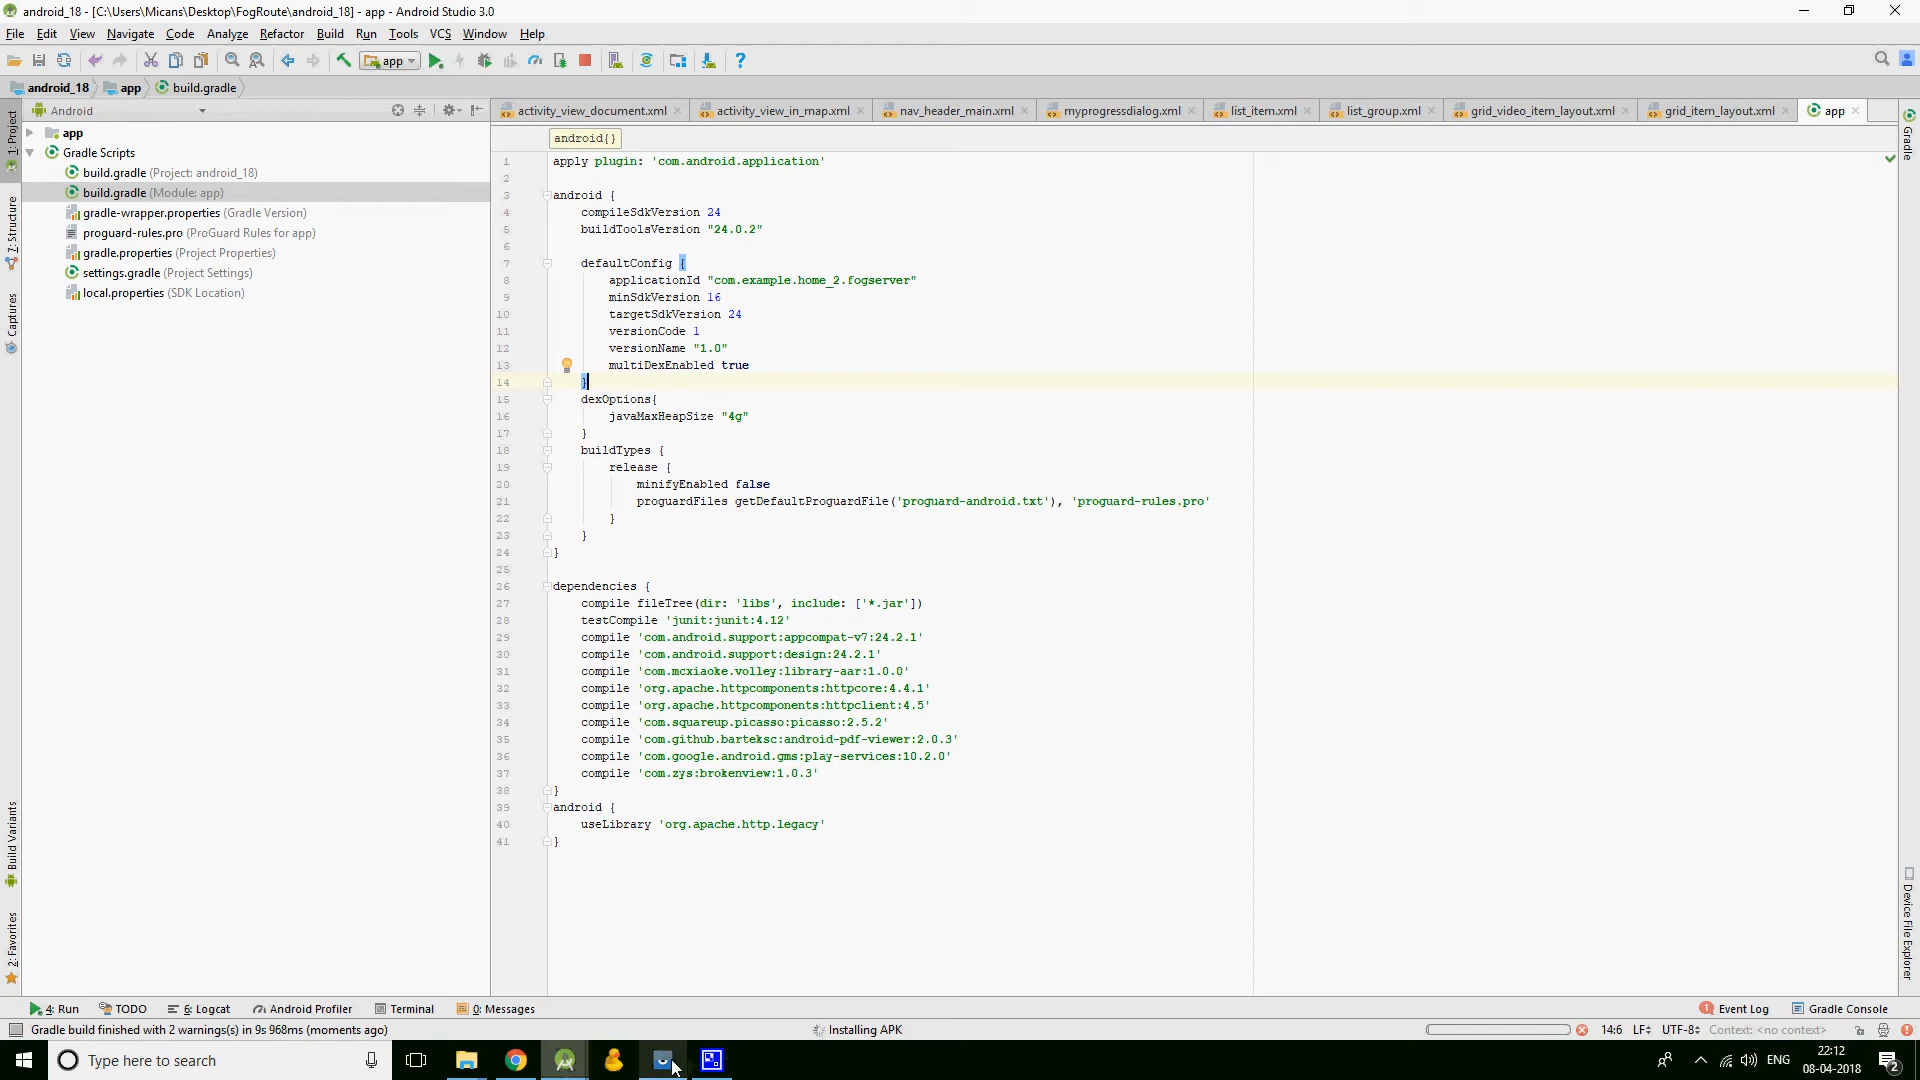 android_18 - [C:\Users\Micans\Desktop\FogRoute\android_18] - app - Android Studio 3.0
File Edit View Navigate Code Analyze Refactor Build Run Tools VCS Window Help
app
android_18 app build.gradle
Android
activity_view_document.xml activity_view_in_map.xml nav_header_main.xml myprogressdialog.xml list_item.xml list_group.xml grid_video_item_layout.xml grid_item_layout.xml app
1: Project
7: Structure
Captures
Build Variants
2: Favorites
app
Gradle Scripts
build.gradle (Project: android_18)
build.gradle (Module: app)
gradle-wrapper.properties (Gradle Version)
proguard-rules.pro (ProGuard Rules for app)
gradle.properties (Project Properties)
settings.gradle (Project Settings)
local.properties (SDK Location)
android{}
1 apply plugin: 'com.android.application'
2
3 android {
4 compileSdkVersion 24
5 buildToolsVersion "24.0.2"
6
7 defaultConfig {
8 applicationId "com.example.home_2.fogserver"
9 minSdkVersion 16
10 targetSdkVersion 24
11 versionCode 1
12 versionName "1.0"
13 multiDexEnabled true
14 }
15 dexOptions{
16 javaMaxHeapSize "4g"
17 }
18 buildTypes {
19 release {
20 minifyEnabled false
21 proguardFiles getDefaultProguardFile('proguard-android.txt'), 'proguard-rules.pro'
22 }
23 }
24 }
25
26 dependencies {
27 compile fileTree(dir: 'libs', include: ['*.jar'])
28 testCompile 'junit:junit:4.12'
29 compile 'com.android.support:appcompat-v7:24.2.1'
30 compile 'com.android.support:design:24.2.1'
31 compile 'com.mcxiaoke.volley:library-aar:1.0.0'
32 compile 'org.apache.httpcomponents:httpcore:4.4.1'
33 compile 'org.apache.httpcomponents:httpclient:4.5'
34 compile 'com.squareup.picasso:picasso:2.5.2'
35 compile 'com.github.barteksc:android-pdf-viewer:2.0.3'
36 compile 'com.google.android.gms:play-services:10.2.0'
37 compile 'com.zys:brokenview:1.0.3'
38 }
39 android {
40 useLibrary 'org.apache.http.legacy'
41 }
Gradle
Device File Explorer
4: Run TODO 6: Logcat Android Profiler Terminal 0: Messages 1 Event Log Gradle Console
Gradle build finished with 2 warnings(s) in 9s 968ms (moments ago) Installing APK 14:6 LF UTF-8 Context: <no context>
Type here to search ENG 22:12
08-04-2018 2